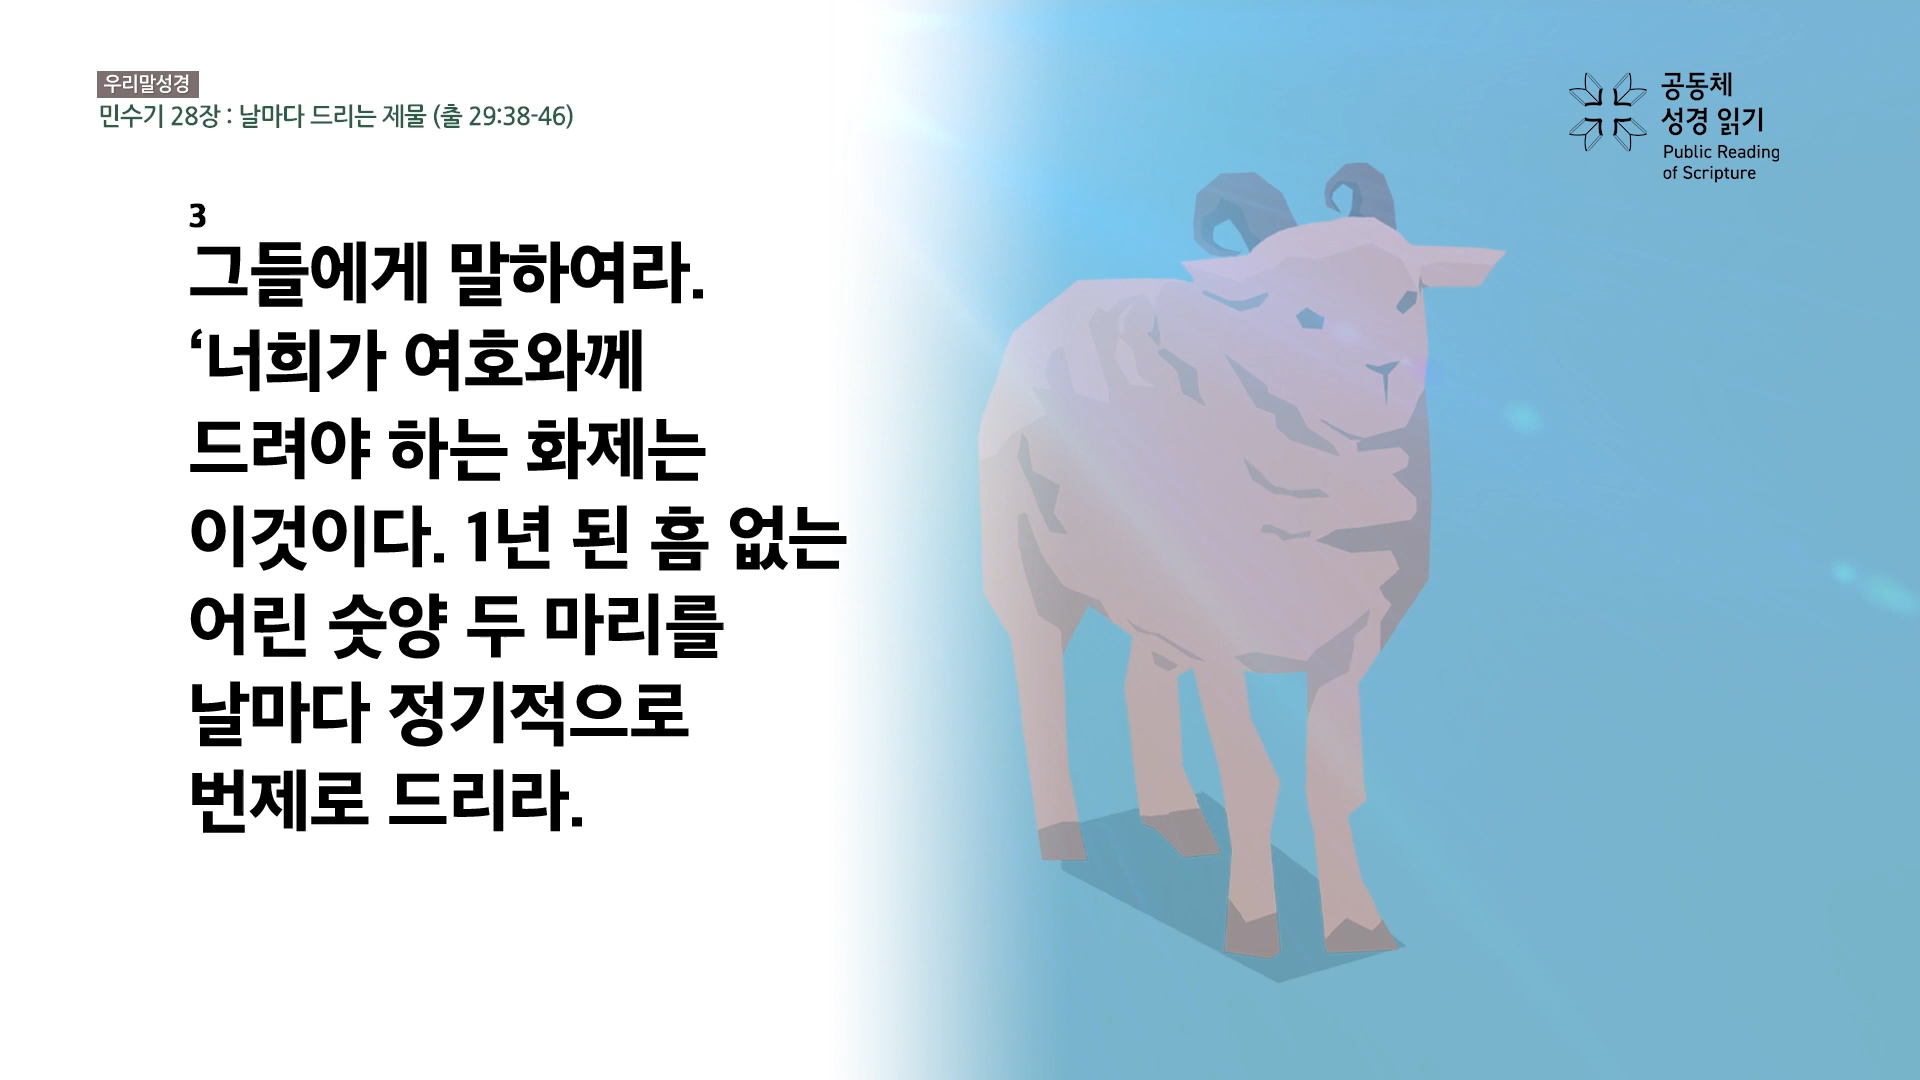 우리말성경
민수기 28장 : 날마다 드리는 제물 (출 29:38-46)
공동체
성경 읽기
Public Reading
of Scripture
3
그들에게 말하여라.
‘너희가 여호와께
드려야 하는 화제는
이것이다. 1년 된 흠 없는
어린 숫양 두 마리를
날마다 정기적으로
번제로 드리라.